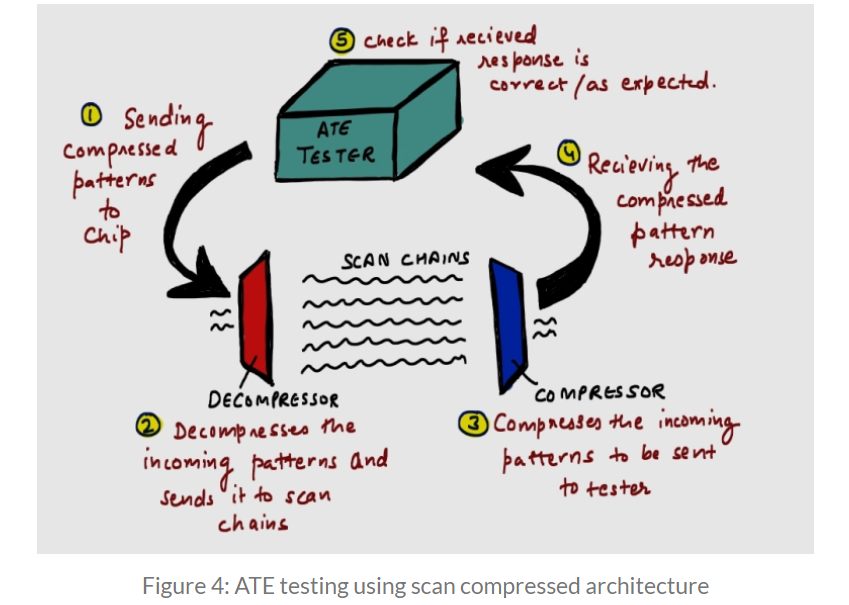 5 Check if recieved
response is
correct/as expected.
1 Sending
compressed
patterns
to
Chip
ATE
TESTER
4 Recieving the
compressed
pattern
response
SCAN CHAINS
DECOMPRESSOR
COMPRESSOR
2 Decompresses the
incoming patterns and
sends it to scan
chains
3 Compresses the incoming
patterns to be sent
to tester
Figure 4: ATE testing using scan compressed architecture